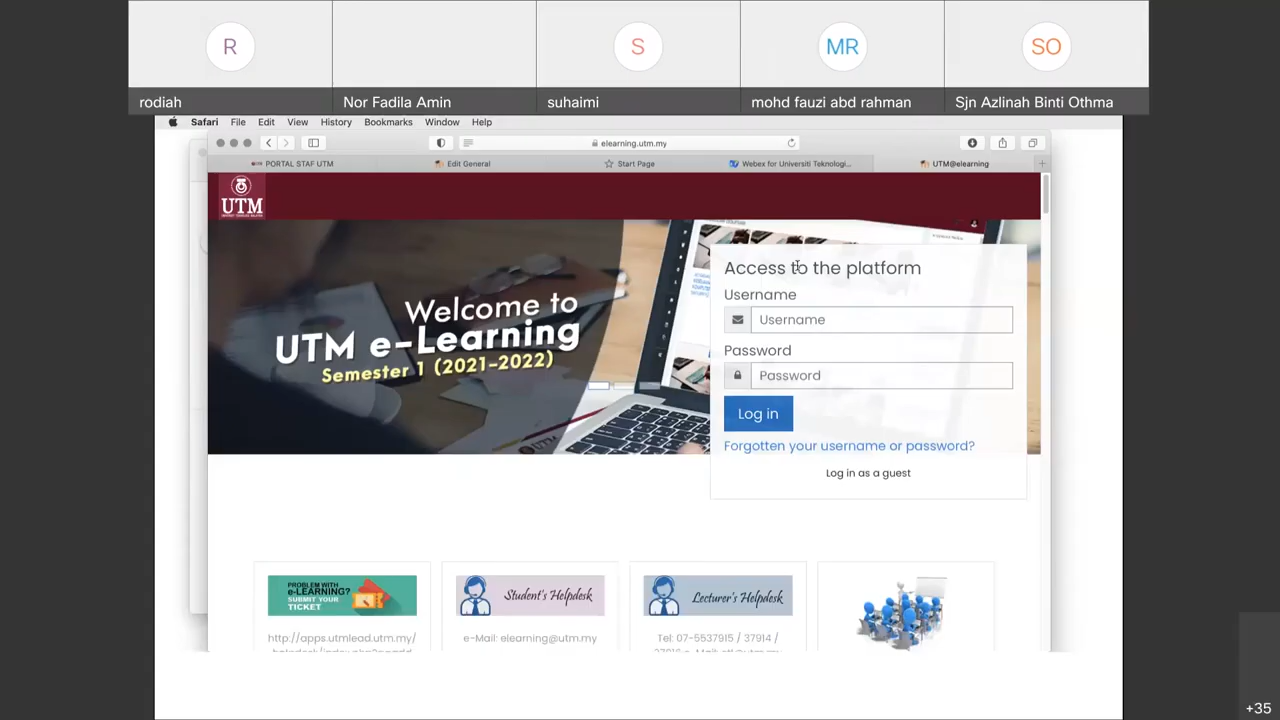 R
S
MR
SO
rodiah
Nor Fadila Amin
suhaimi
mohd fauzi abd rahman
Sjn Azlinah Binti Othma
Safari File Edit View History Bookmarks Window Help
elearning.utm.my
PORTAL STAF UTM
Edit General
Start Page
Webex for Universiti Teknologi...
UTM@elearning
UTM
Welcome to
UTM e-Learning
Semester 1 (2021-2022)
UTM
Access to the platform
Username
Username
Password
Password
Log in
Forgotten your username or password?
Log in as a guest
PROBLEM WITH
e-LEARNING?
SUBMIT YOUR
TICKET
http://apps.utmlead.utm.my/
Student's Helpdesk
e-Mail: elearning@utm.my
Lecturer's Helpdesk
Tel: 07-5537915 / 37914 /
+35